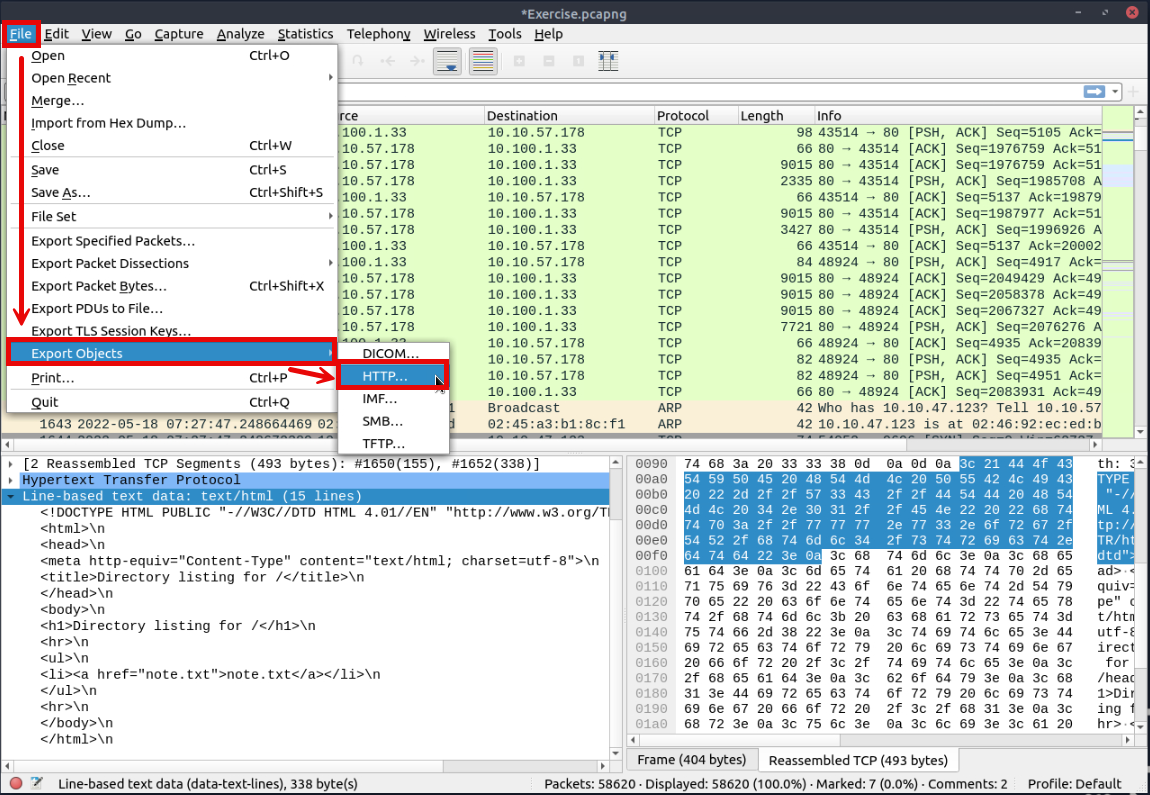 *Exercise.pcapng
File Edit View Go Capture Analyze Statistics Telephony Wireless Tools Help
Open Ctrl+O
Open Recent
Merge…
Import from Hex Dump…
Close Ctrl+W
Save Ctrl+S
Save As… Ctrl+Shift+S
File Set
Export Specified Packets…
Export Packet Dissections
Export Packet Bytes… Ctrl+Shift+X
Export PDUs to File…
Export TLS Session Keys…
Export Objects
Print… Ctrl+P
Quit Ctrl+Q
DICOM…
HTTP…
IMF…
SMB…
TFTP…
rce Destination Protocol Length Info
.100.1.33 10.10.57.178 TCP 98 43514 → 80 [PSH, ACK] Seq=5105 Ack=
.10.57.178 10.100.1.33 TCP 66 80 → 43514 [ACK] Seq=1976759 Ack=51
.10.57.178 10.100.1.33 TCP 9015 80 → 43514 [ACK] Seq=1976759 Ack=51
.10.57.178 10.100.1.33 TCP 2335 80 → 43514 [PSH, ACK] Seq=1985708 A
.100.1.33 10.10.57.178 TCP 66 43514 → 80 [ACK] Seq=5137 Ack=19879
.10.57.178 10.100.1.33 TCP 9015 80 → 43514 [ACK] Seq=1987977 Ack=51
.10.57.178 10.100.1.33 TCP 3427 80 → 43514 [PSH, ACK] Seq=1996926 A
.100.1.33 10.10.57.178 TCP 66 43514 → 80 [ACK] Seq=5137 Ack=20002
.10.57.178 10.100.1.33 TCP 84 48924 → 80 [PSH, ACK] Seq=4917 Ack=
.10.57.178 10.100.1.33 TCP 9015 80 → 48924 [ACK] Seq=2049429 Ack=49
.10.57.178 10.100.1.33 TCP 9015 80 → 48924 [ACK] Seq=2058378 Ack=49
.10.57.178 10.100.1.33 TCP 9015 80 → 48924 [ACK] Seq=2067327 Ack=49
.10.57.178 10.100.1.33 TCP 7721 80 → 48924 [PSH, ACK] Seq=2076276 A
.100.1.33 10.10.57.178 TCP 66 48924 → 80 [ACK] Seq=4935 Ack=20839
10.10.57.178 TCP 82 48924 → 80 [PSH, ACK] Seq=4935 Ack=
10.10.57.178 TCP 82 48924 → 80 [PSH, ACK] Seq=4951 Ack=
10.10.57.178 TCP 66 48924 → 80 [FIN, ACK] Seq=4967 Ack=
Broadcast ARP 42 Who has 10.10.47.123? Tell 10.10.57
1643 2022-05-18 07:27:47.248664469 02: 02:45:a3:b1:8c:f1 ARP 42 10.10.47.123 is at 02:46:92:ec:ed:b
[2 Reassembled TCP Segments (493 bytes): #1650(155), #1652(338)]
Hypertext Transfer Protocol
Line-based text data: text/html (15 lines)
<!DOCTYPE HTML PUBLIC "-//W3C//DTD HTML 4.01//EN" "http://www.w3.org/T
<html>\n
<head>\n
<meta http-equiv="Content-Type" content="text/html; charset=utf-8">\n
<title>Directory listing for /</title>\n
</head>\n
<body>\n
<h1>Directory listing for /</h1>\n
<hr>\n
<ul>\n
<li><a href="note.txt">note.txt</a></li>\n
</ul>\n
<hr>\n
</body>\n
</html>\n
0090 74 68 3a 20 33 33 38 0d 0a 0d 0a 3c 21 44 4f 43 th: 3
00a0 54 59 50 45 20 48 54 4d 4c 20 50 55 42 4c 49 43 TYPE
00b0 20 22 2d 2f 2f 57 33 43 2f 2f 44 54 44 20 48 54 "-//
00c0 4d 4c 20 34 2e 30 31 2f 2f 45 4e 22 20 22 68 74 ML 4.
00d0 74 70 3a 2f 2f 77 77 77 2e 77 33 2e 6f 72 67 2f tp://
00e0 54 52 2f 68 74 6d 6c 34 2f 73 74 72 69 63 74 2e TR/ht
00f0 64 74 64 22 3e 0a 3c 68 74 6d 6c 3e 0a 3c 68 65 dtd">
0100 61 64 3e 0a 3c 6d 65 74 61 20 68 74 74 70 2d 65 ad>·<
0110 71 75 69 76 3d 22 43 6f 6e 74 65 6e 74 2d 54 79 quiv=
0120 70 65 22 20 63 6f 6e 74 65 6e 74 3d 22 74 65 78 pe" c
0130 74 2f 68 74 6d 6c 3b 20 63 68 61 72 73 65 74 3d t/htm
0140 75 74 66 2d 38 22 3e 0a 3c 74 69 74 6c 65 3e 44 utf-8
0150 69 72 65 63 74 6f 72 79 20 6c 69 73 74 69 6e 67 irect
0160 20 66 6f 72 20 2f 3c 2f 74 69 74 6c 65 3e 0a 3c for
0170 2f 68 65 61 64 3e 0a 3c 62 6f 64 79 3e 0a 3c 68 /head
0180 31 3e 44 69 72 65 63 74 6f 72 79 20 6c 69 73 74 1>Dir
0190 69 6e 67 20 66 6f 72 20 2f 3c 2f 68 31 3e 0a 3c ing f
01a0 68 72 3e 0a 3c 75 6c 3e 0a 3c 6c 69 3e 3c 61 20 hr>·<
Frame (404 bytes) Reassembled TCP (493 bytes)
Line-based text data (data-text-lines), 338 byte(s) Packets: 58620 · Displayed: 58620 (100.0%) · Marked: 7 (0.0%) · Comments: 2 Profile: Default